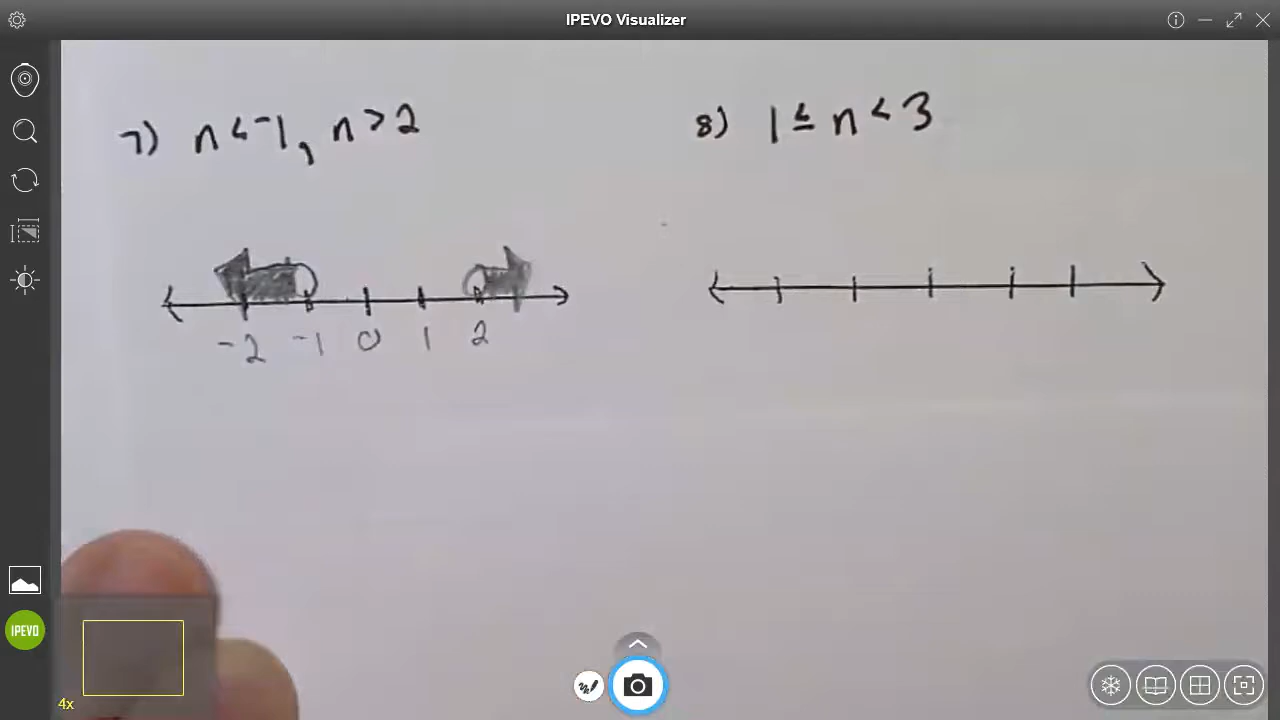 IPEVO Visualizer
7) n < -1, n > 2
8) 1 ≤ n < 3
-2 -1 0 1 2
IPEVO
4x